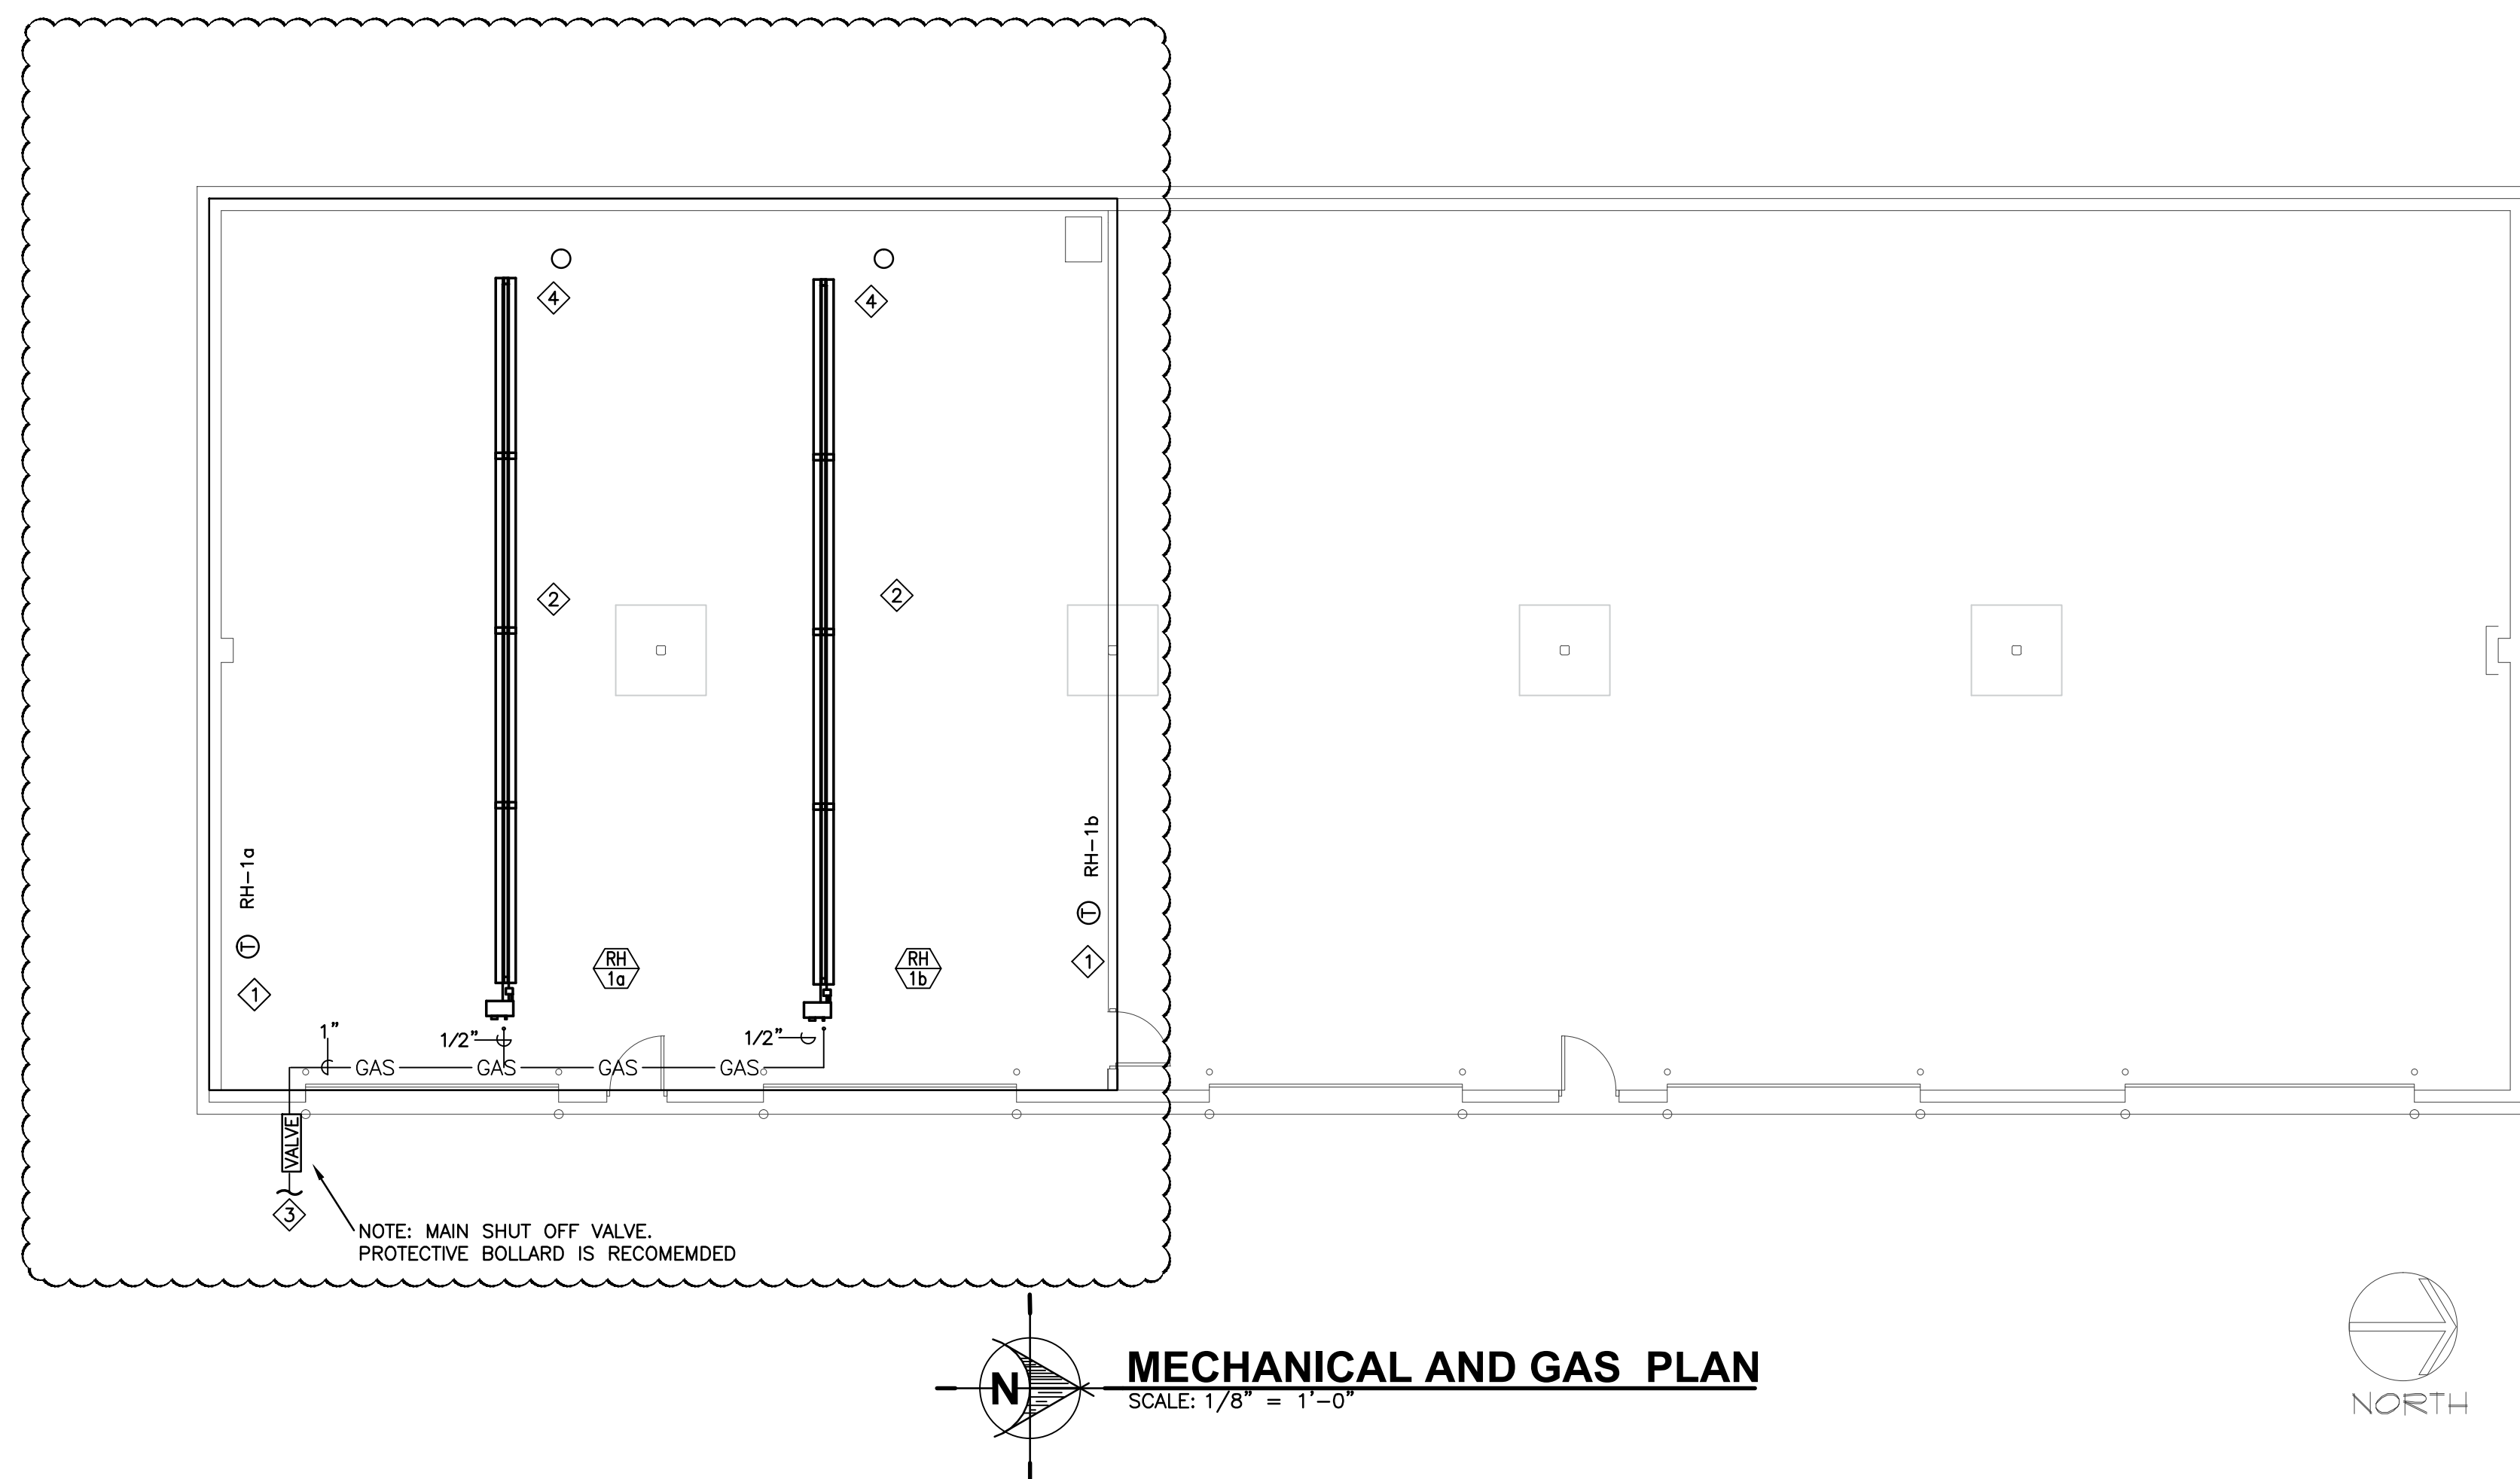 4
4
2
2
RH-1a
T
1
RH-1b
T
1
RH
1a
RH
1b
1"
1/2"
1/2"
GAS
GAS
GAS
GAS
VALVE
3
NOTE: MAIN SHUT OFF VALVE.
PROTECTIVE BOLLARD IS RECOMEMDED
N
MECHANICAL AND GAS PLAN
SCALE: 1/8" = 1'-0"
NORTH